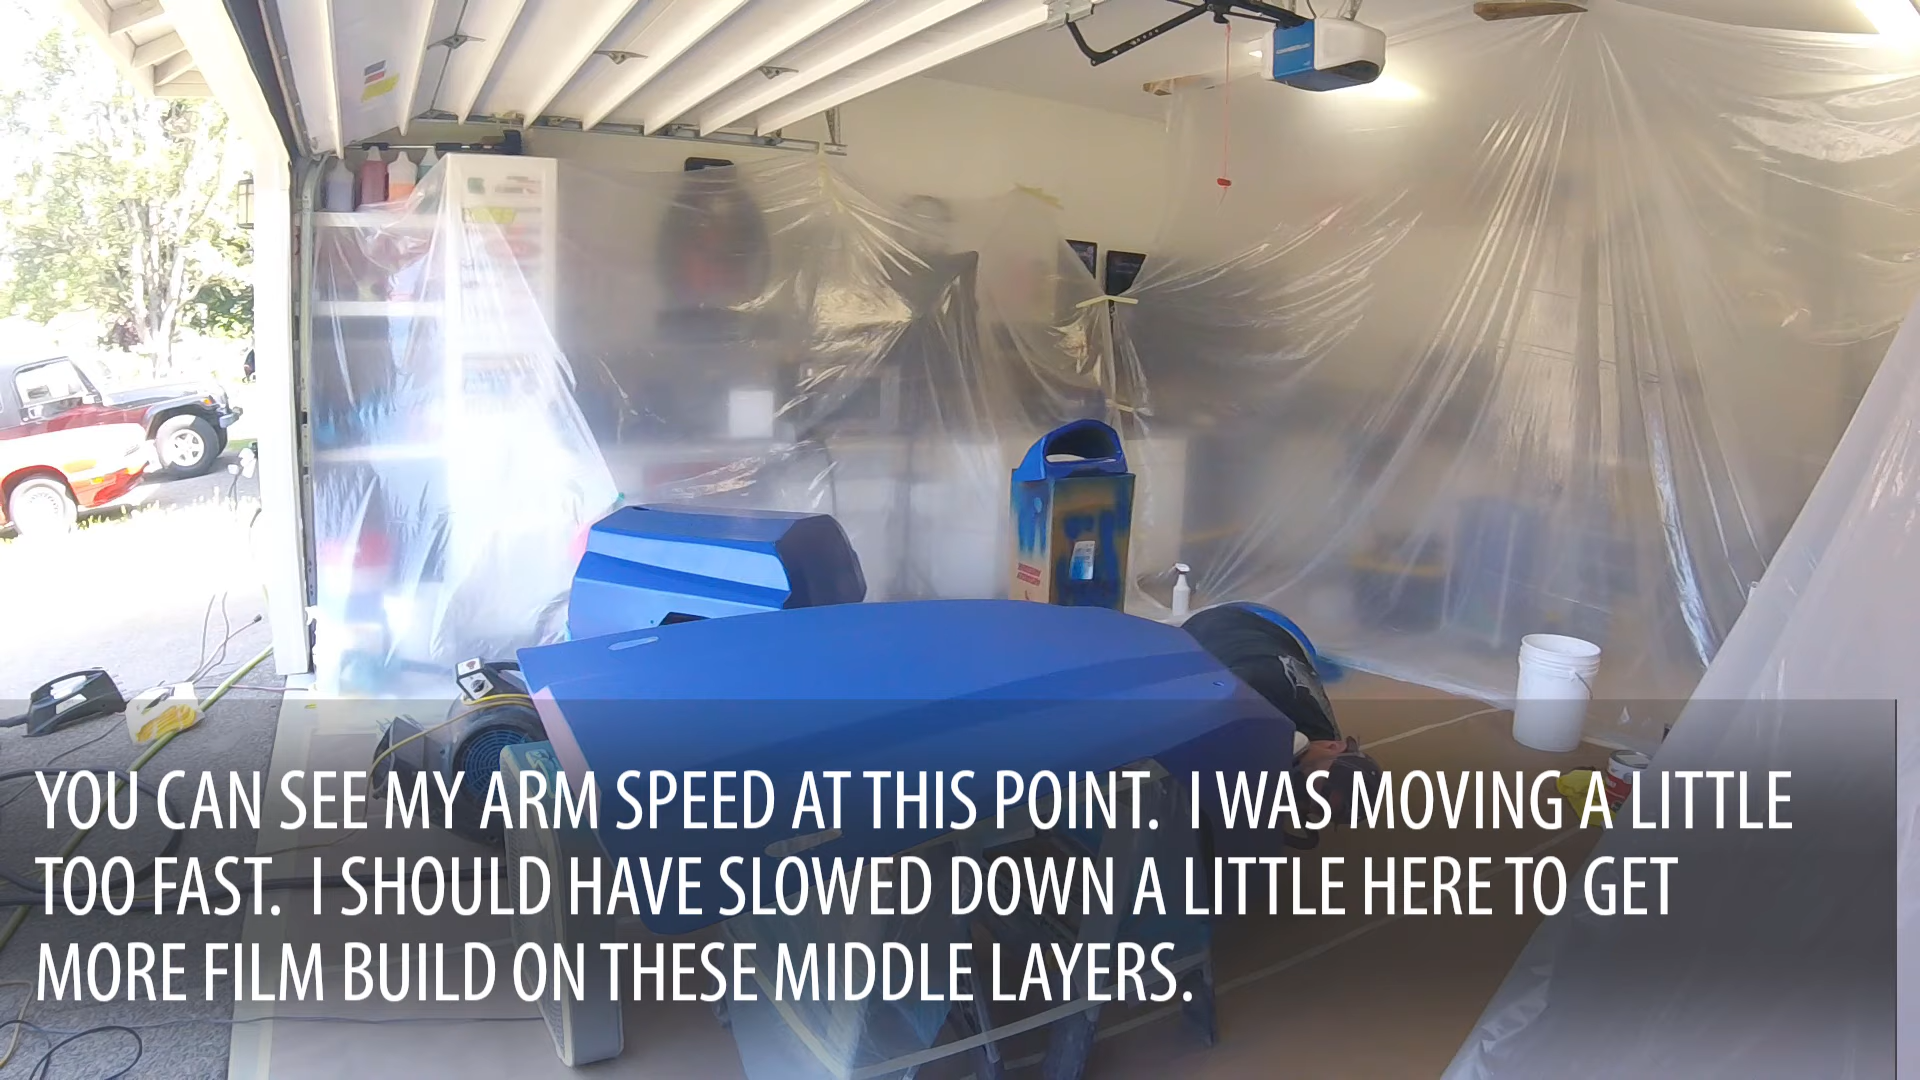 YOU CAN SEE MY ARM SPEED AT THIS POINT.  I WAS MOVING A LITTLE
TOO FAST.  I SHOULD HAVE SLOWED DOWN A LITTLE HERE TO GET
MORE FILM BUILD ON THESE MIDDLE LAYERS.